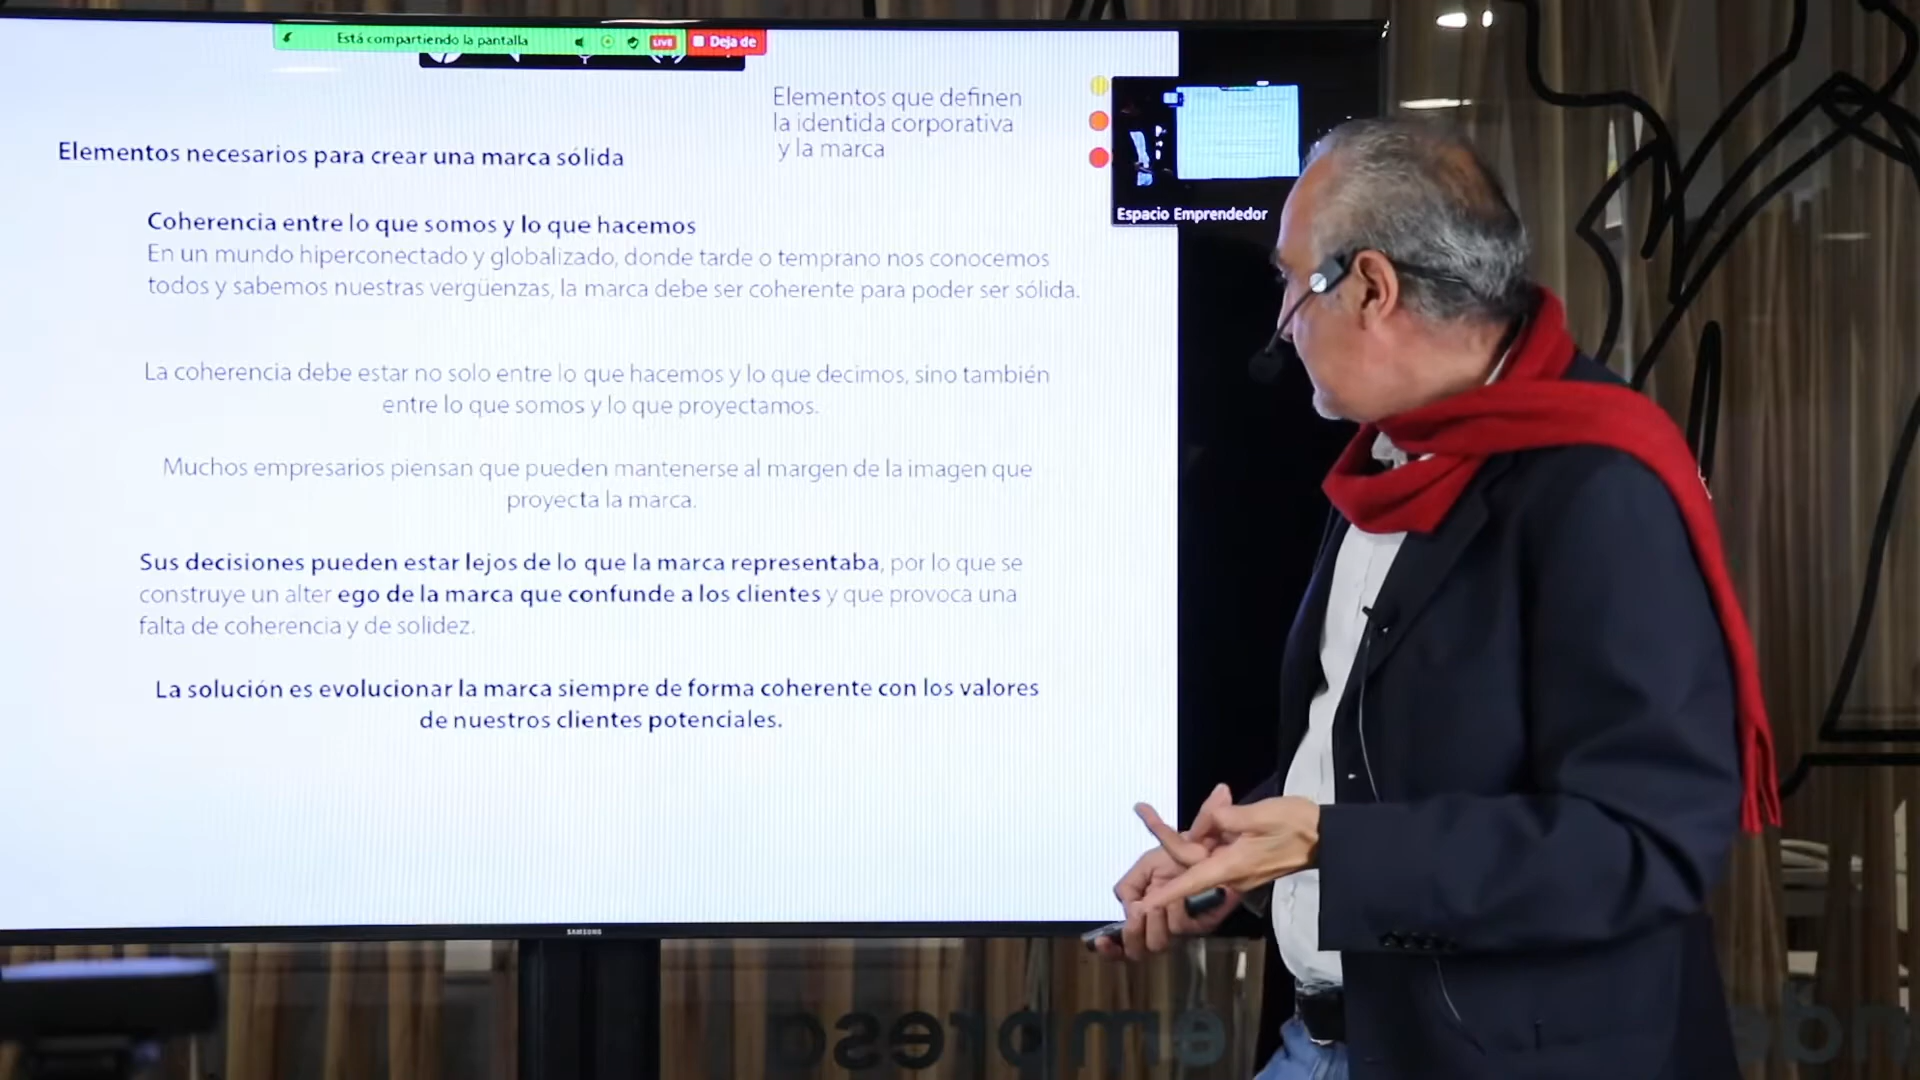 Está compartiendo la pantalla
LIVE
Deja de
Elementos que definen
la identida corporativa
y la marca
Espacio Emprendedor
Elementos necesarios para crear una marca sólida
Coherencia entre lo que somos y lo que hacemos
En un mundo hiperconectado y globalizado, donde tarde o temprano nos conocemos
todos y sabemos nuestras vergüenzas, la marca debe ser coherente para poder ser sólida.
La coherencia debe estar no solo entre lo que hacemos y lo que decimos, sino también
entre lo que somos y lo que proyectamos.
Muchos empresarios piensan que pueden mantenerse al margen de la imagen que
proyecta la marca.
Sus decisiones pueden estar lejos de lo que la marca representaba, por lo que se
construye un alter ego de la marca que confunde a los clientes y que provoca una
falta de coherencia y de solidez.
La solución es evolucionar la marca siempre de forma coherente con los valores
de nuestros clientes potenciales.
SAMSUNG
empresa